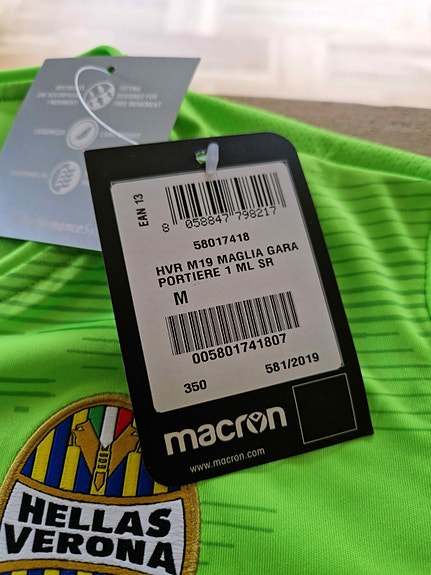 EAN 13
8 058847 798217
58017418
HVR M19 MAGLIA GARA
PORTIERE 1 ML SR
M
005801741807
350
581/2019
macron
www.macron.com
HELLAS
VERONA